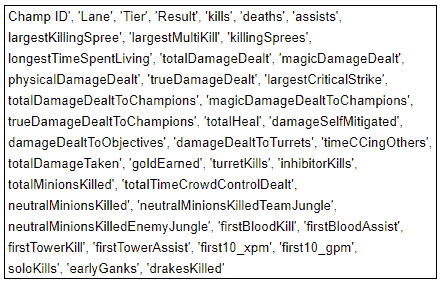 Champ ID', 'Lane', 'Tier', 'Result', 'kills', 'deaths', 'assists',
largestKillingSpree', 'largestMultiKill', 'killingSprees',
longestTimeSpentLiving', 'totalDamageDealt', 'magicDamageDealt',
physicalDamageDealt', 'trueDamageDealt', 'largestCriticalStrike',
totalDamageDealtToChampions', 'magicDamageDealtToChampions',
trueDamageDealtToChampions', 'totalHeal', 'damageSelfMitigated',
damageDealtToObjectives', 'damageDealtToTurrets', 'timeCCingOthers',
totalDamageTaken', 'goldEarned', 'turretKills', 'inhibitorKills',
totalMinionsKilled', 'totalTimeCrowdControlDealt',
neutralMinionsKilled', 'neutralMinionsKilledTeamJungle',
neutralMinionsKilledEnemyJungle', 'firstBloodKill', 'firstBloodAssist',
firstTowerKill', 'firstTowerAssist', 'first10_xpm', 'first10_gpm',
soloKills', 'earlyGanks', 'drakesKilled'